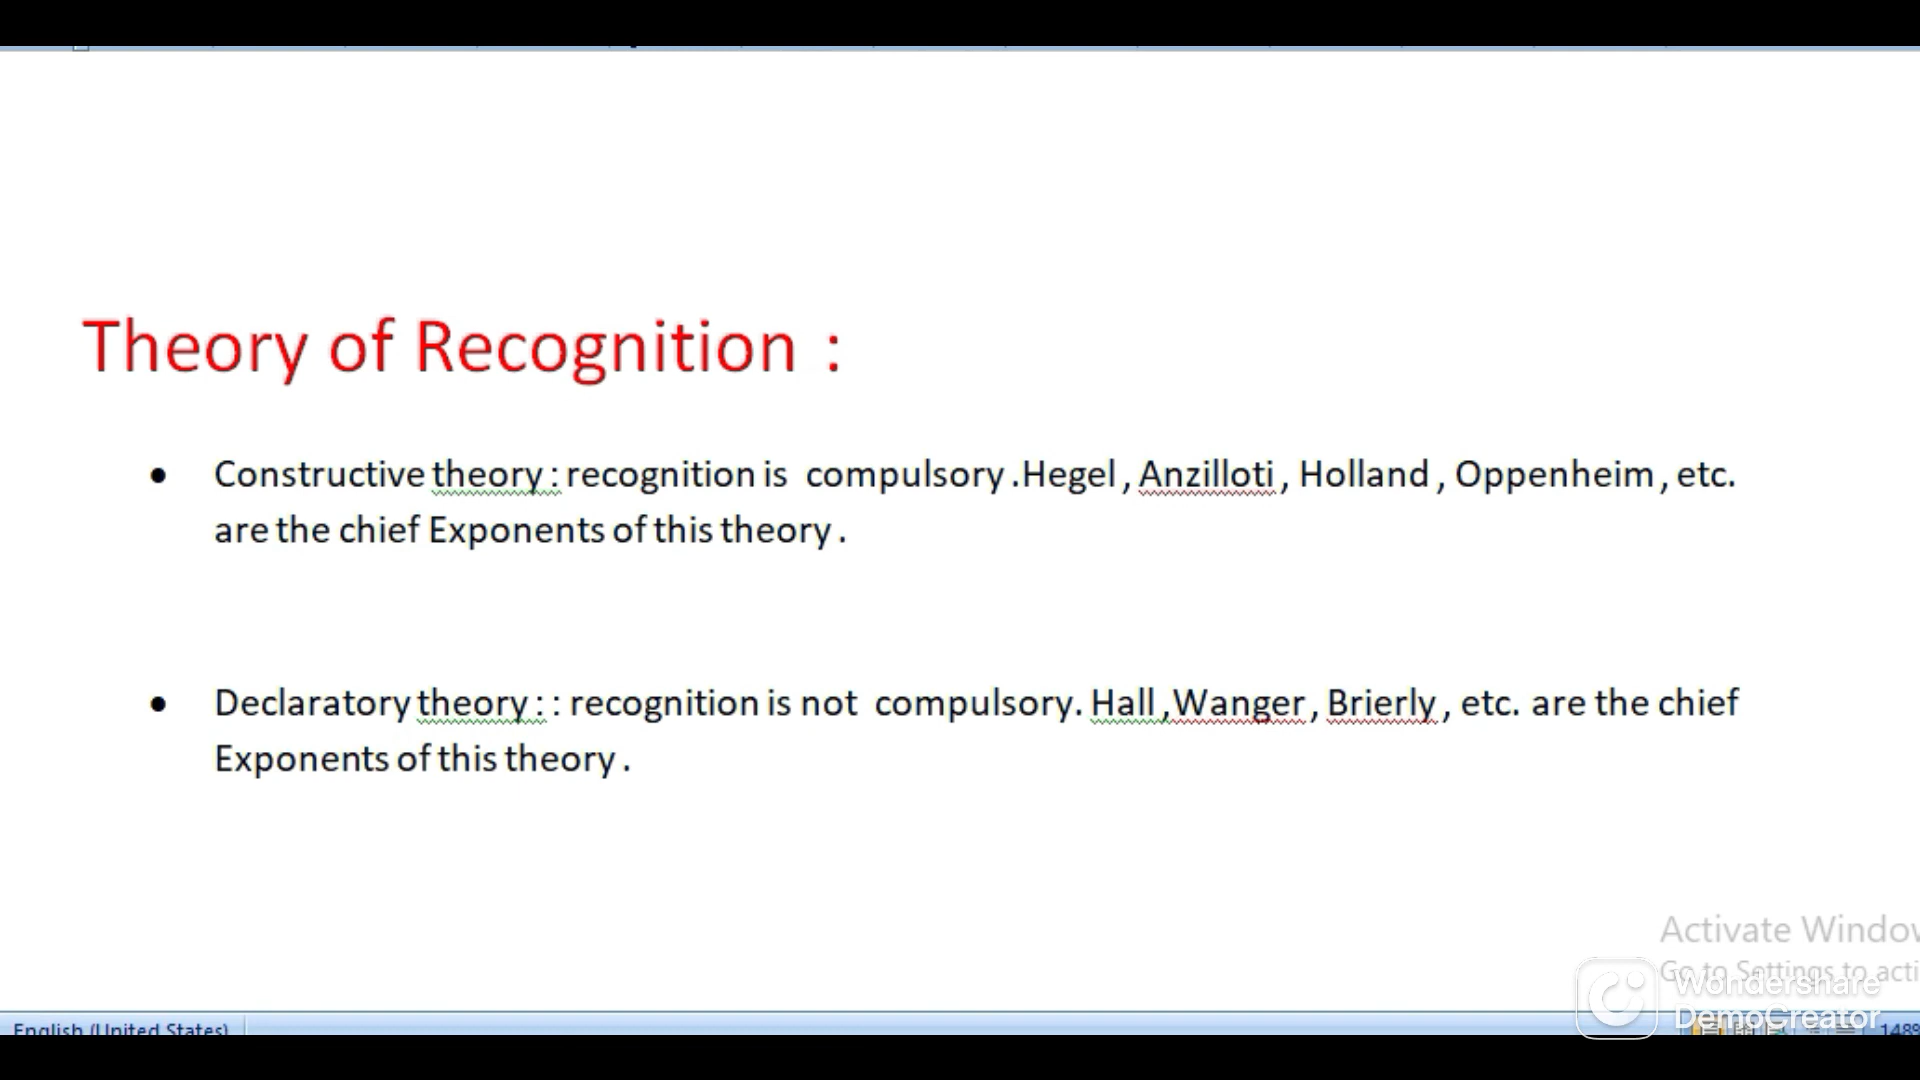 Theory of Recognition :
• Constructive theory : recognition is compulsory .Hegel , Anzilloti , Holland , Oppenheim , etc.
are the chief Exponents of this theory .
• Declaratory theory : : recognition is not compulsory. Hall ,Wanger , Brierly , etc. are the chief
Exponents of this theory .
Activate Window
Go to Settings to acti
Wondershare
DemoCreator
English (United States)
148%